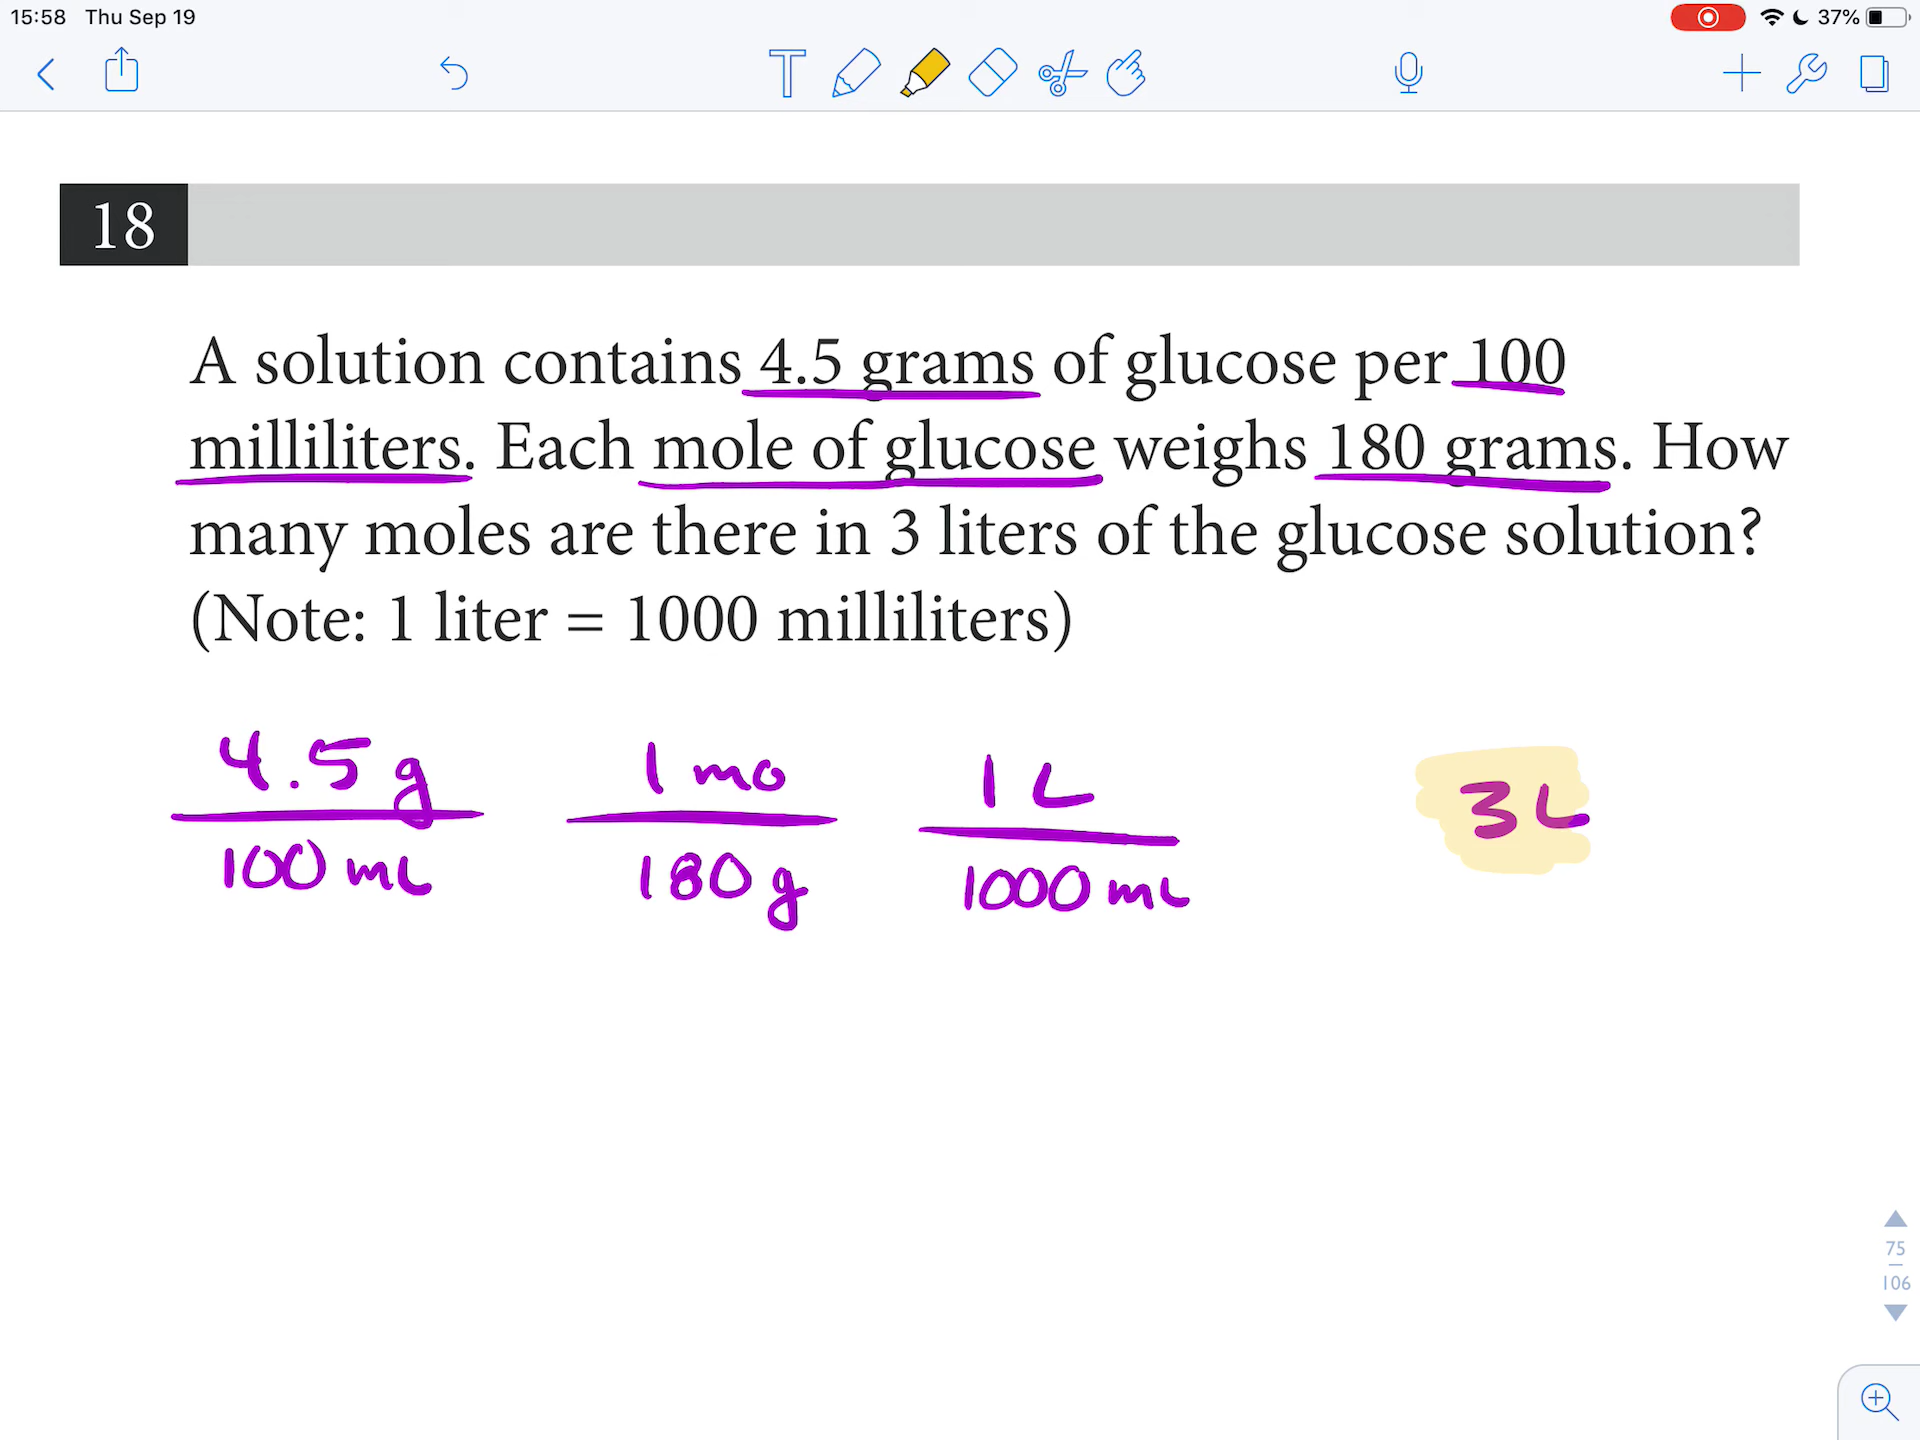 15:58 Thu Sep 19
37%
T
18
A solution contains 4.5 grams of glucose per 100
milliliters. Each mole of glucose weighs 180 grams. How
many moles are there in 3 liters of the glucose solution?
(Note: 1 liter = 1000 milliliters)
4.5 g 1 mo 1 L 3 L
100 mL 180 g 1000 mL
75
106